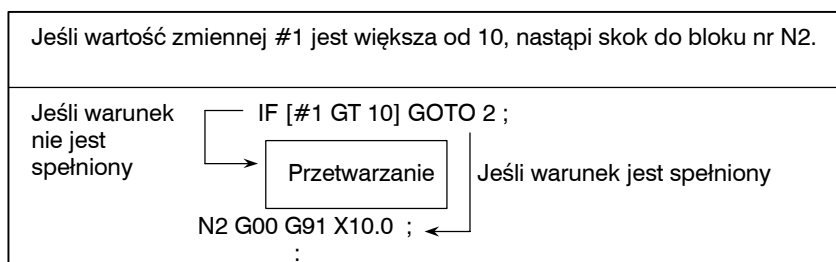 Jeśli wartość zmiennej #1 jest większa od 10, nastąpi skok do bloku nr N2.
Jeśli warunek
nie jest
spełniony
IF [#1 GT 10] GOTO 2 ;
Przetwarzanie
Jeśli warunek jest spełniony
N2 G00 G91 X10.0 ;
: